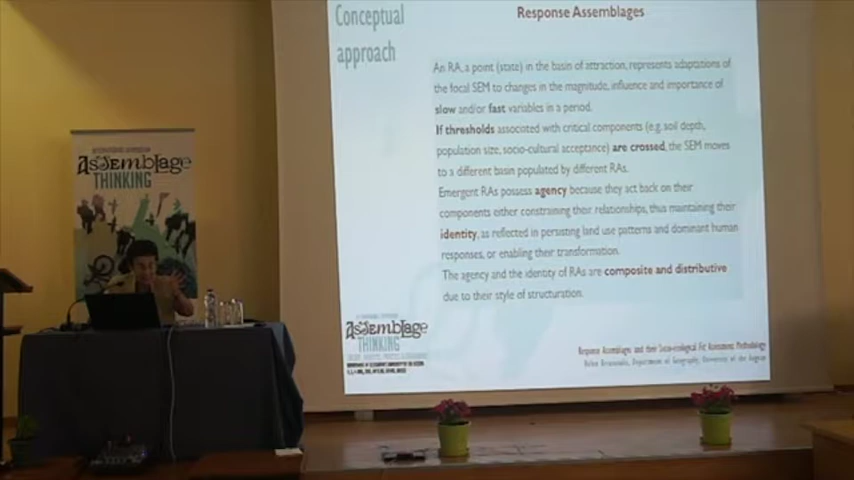 Conceptual
approach
Response Assemblages
An RA, a point (state) in the basin of attraction, represents adaptations of
the focal SEM to changes in the magnitude, influence and importance of
slow and/or fast variables in a period.
If thresholds associated with critical components (e.g. soil depth,
population size, socio-cultural acceptance) are crossed, the SEM moves
to a different basin populated by different RAs.
Emergent RAs possess agency because they act back on their
components either constraining their relationships, thus maintaining their
identity, as reflected in persisting land use patterns and dominant human
responses, or enabling their transformation.
The agency and the identity of RAs are composite and distributive
due to their style of structuration.
INTERNATIONAL SYMPOSIUM
Assemblage
THINKING
Assemblage
THINKING
Response Assemblages and their Socio-ecological Fit Assessment Methodology
Department of Geography, University of the Aegean